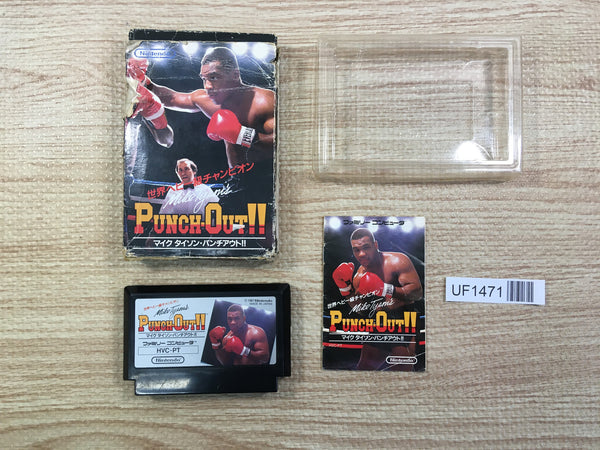 Nintendo
世界ヘビー級チャンピオン
Mike Tyson's
PUNCH-OUT!!
マイク タイソン・パンチアウト!!
ファミリー コンピュータ
世界ヘビー級チャンピオン
Mike Tyson's
PUNCH-OUT!!
マイク タイソン・パンチアウト!!
Nintendo
UF1471
© 1987 Nintendo
MADE IN JAPAN
世界ヘビー級チャンピオン
Mike Tyson's
PUNCH-OUT!!
マイク タイソン・パンチアウト!!
ファミリー コンピュータ
HVC-PT
Nintendo